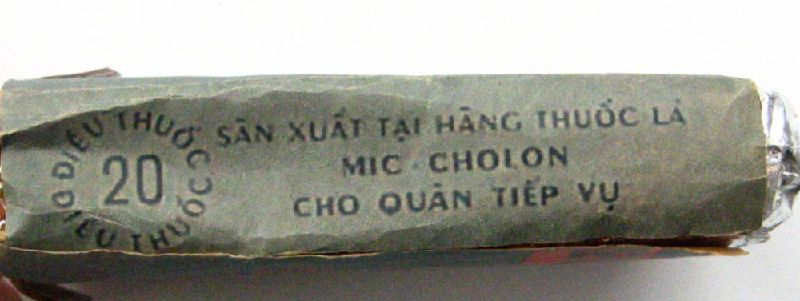 ĐIẾU THUỐC
20
ĐIẾU THUỐC
SẢN XUẤT TẠI HÃNG THUỐC LÁ
MIC - CHOLON
CHO QUÂN TIẾP VỤ